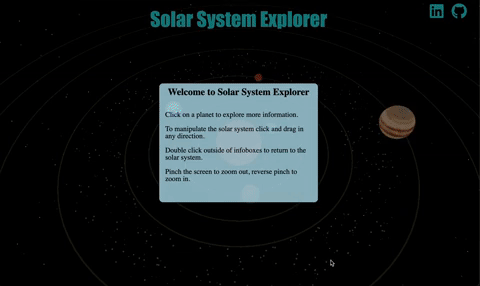 Solar System Explorer
Welcome to Solar System Explorer
Click on a planet to explore more information.
To manipulate the solar system click and drag in
any direction.
Double click outside of infoboxes to return to the
solar system.
Pinch the screen to zoom out, reverse pinch to
zoom in.